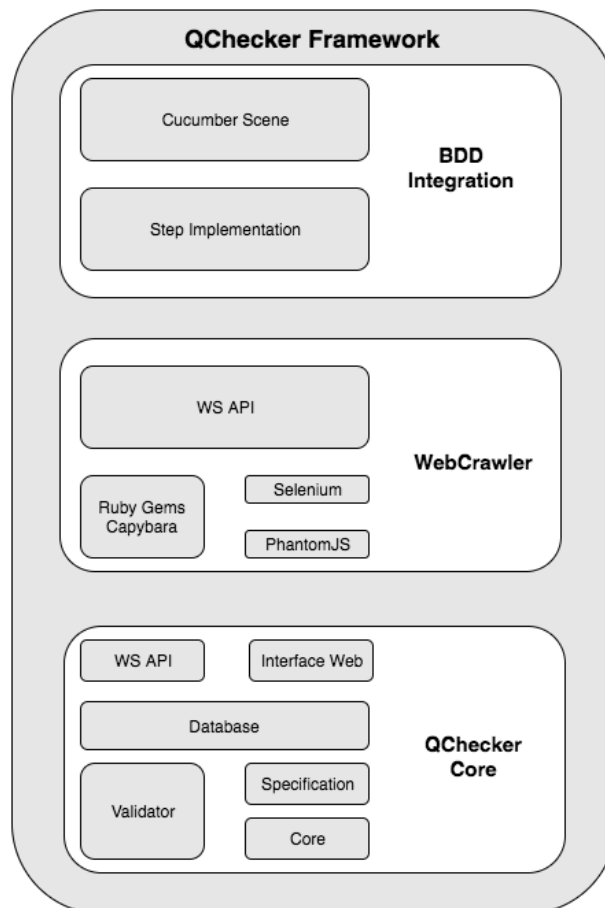 QChecker Framework
Cucumber Scene
BDD
Integration
Step Implementation
WS API
WebCrawler
Ruby Gems
Capybara
Selenium
PhantomJS
WS API
Interface Web
Database
QChecker
Core
Validator
Specification
Core